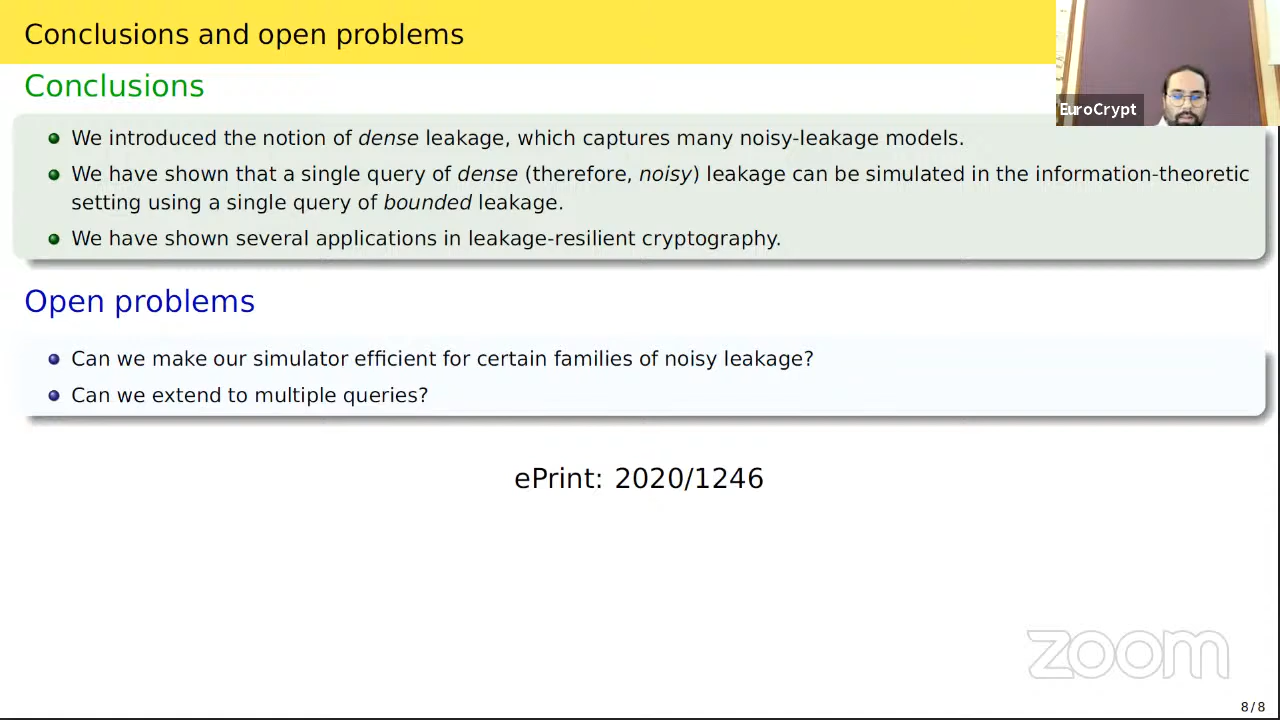 Conclusions and open problems
EuroCrypt
Conclusions
We introduced the notion of dense leakage, which captures many noisy-leakage models.
We have shown that a single query of dense (therefore, noisy) leakage can be simulated in the information-theoretic
setting using a single query of bounded leakage.
We have shown several applications in leakage-resilient cryptography.
Open problems
Can we make our simulator efficient for certain families of noisy leakage?
Can we extend to multiple queries?
ePrint: 2020/1246
zoom
8/8